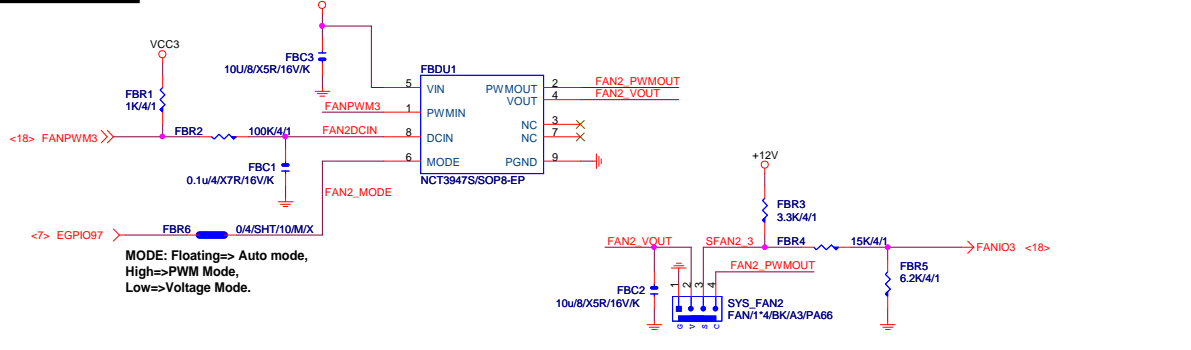 VCC3
FBC3
10U/8/X5R/16V/K
FBR1
1K/4/1
FBDU1
5 VIN
PWMOUT 2 FAN2_PWMOUT
VOUT 4 FAN2_VOUT
FANPWM3 1 PWMIN
NC 3
<18> FANPWM3
FBR2 100K/4/1
FAN2DCIN 8 DCIN
NC 7
6 MODE
PGND 9
FBC1
0.1u/4/X7R/16V/K
NCT3947S/SOP8-EP
FAN2_MODE
<7> EGPIO97
FBR6 0/4/SHT/10/M/X
MODE: Floating=> Auto mode,
High=>PWM Mode,
Low=>Voltage Mode.
+12V
FBR3
3.3K/4/1
FAN2_VOUT
SFAN2_3
FBR4 15K/4/1
FANIO3 <18>
FAN2_PWMOUT
FBR5
6.2K/4/1
FBC2
10u/8/X5R/16V/K
1 2 3 4
SYS_FAN2
FAN/1*4/BK/A3/PA66
G V S C